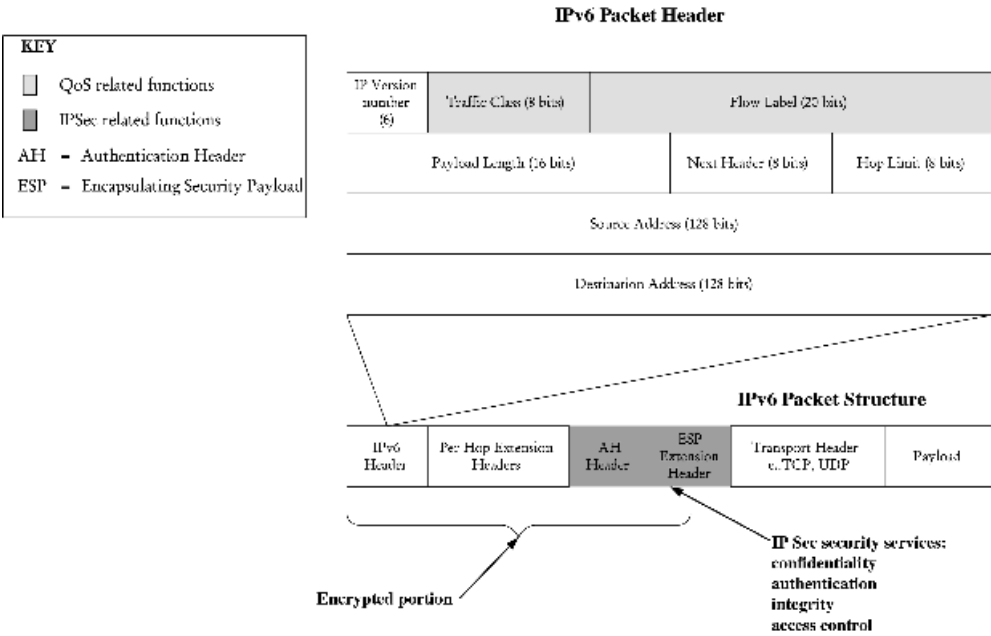 IPv6 Packet Header
KEY
QoS related functions
IPSec related functions
AH = Authentication Header
ESP = Encapsulating Security Payload
IP Version
number
(6)
Traffic Class (8 bits)
Flow Label (20 bits)
Payload Length (16 bits)
Next Header (8 bits)
Hop Limit (8 bits)
Source Address (128 bits)
Destination Address (128 bits)
IPv6 Packet Structure
IPv6
Header
Per Hop Extension
Headers
AH
Header
ESP
Extension
Header
Transport Header
TCP, UDP
Payload
Encrypted portion
IP Sec security services:
confidentiality
authentication
integrity
access control